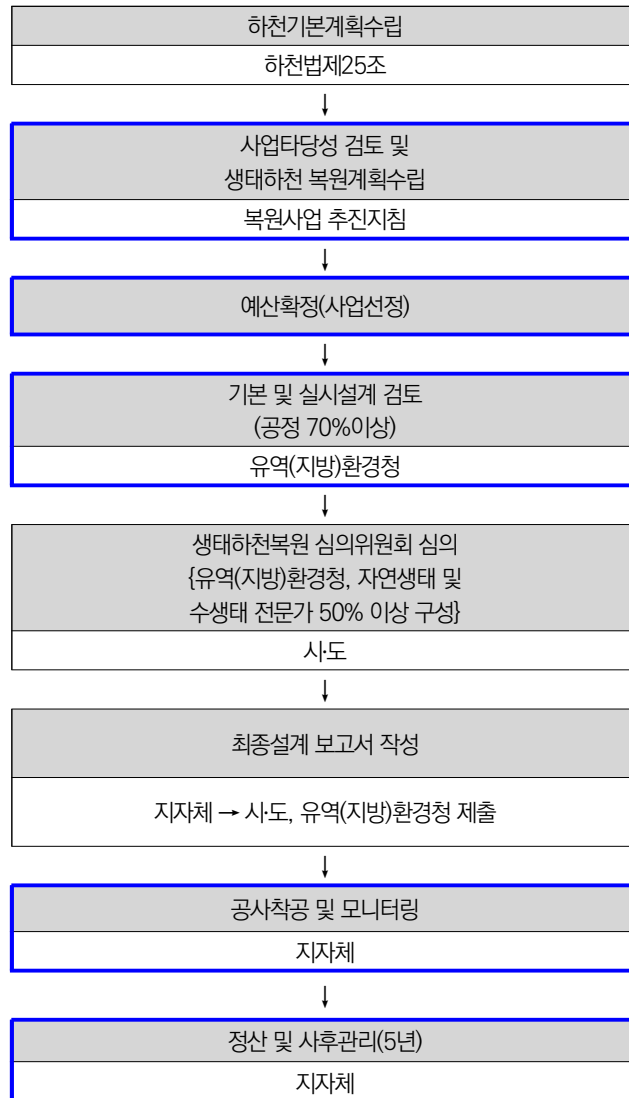 하천기본계획수립
하천법제25조
↓
사업타당성 검토 및
생태하천 복원계획수립
복원사업 추진지침
↓
예산확정(사업선정)
↓
기본 및 실시설계 검토
(공정 70%이상)
유역(지방)환경청
↓
생태하천복원 심의위원회 심의
{유역(지방)환경청, 자연생태 및
수생태 전문가 50% 이상 구성}
시·도
↓
최종설계 보고서 작성
지자체 → 시·도, 유역(지방)환경청 제출
↓
공사착공 및 모니터링
지자체
↓
정산 및 사후관리(5년)
지자체